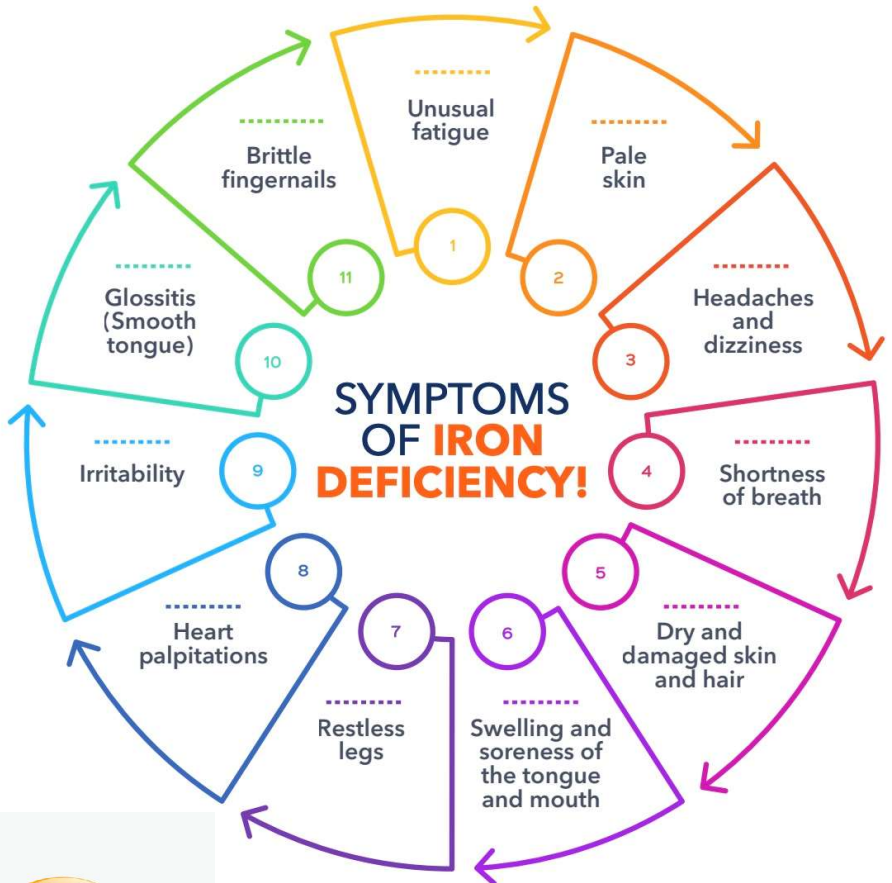 SYMPTOMS
OF IRON
DEFICIENCY!
1
Unusual
fatigue
2
Pale
skin
3
Headaches
and
dizziness
4
Shortness
of breath
5
Dry and
damaged skin
and hair
6
Swelling and
soreness of
the tongue
and mouth
7
Restless
legs
8
Heart
palpitations
9
Irritability
10
Glossitis
(Smooth
tongue)
11
Brittle
fingernails